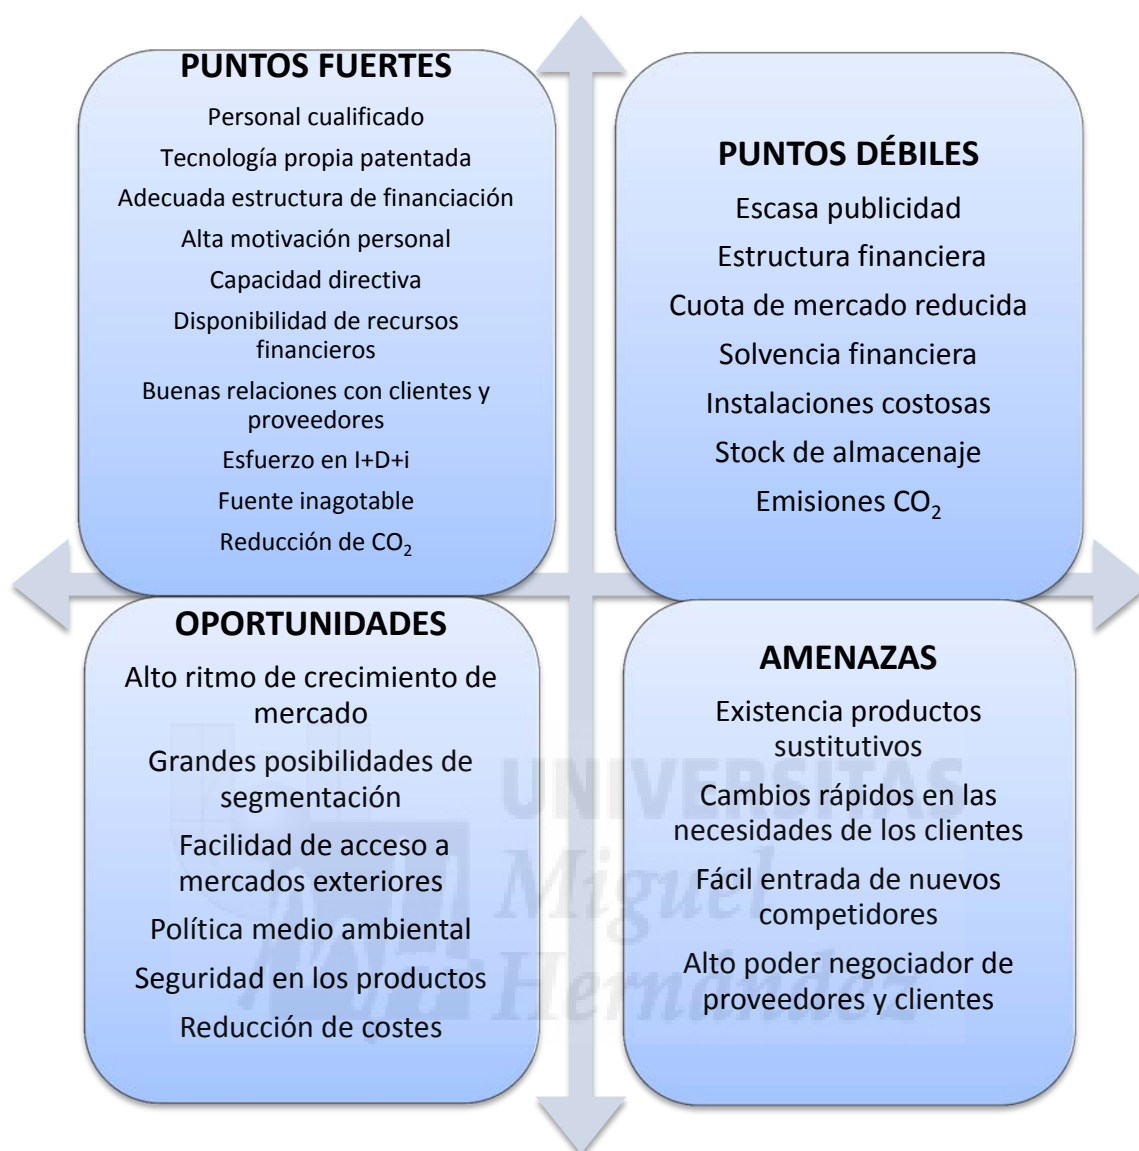 PUNTOS FUERTES
Personal cualificado
Tecnología propia patentada
Adecuada estructura de financiación
Alta motivación personal
Capacidad directiva
Disponibilidad de recursos
financieros
Buenas relaciones con clientes y
proveedores
Esfuerzo en I+D+i
Fuente inagotable
Reducción de CO₂
PUNTOS DÉBILES
Escasa publicidad
Estructura financiera
Cuota de mercado reducida
Solvencia financiera
Instalaciones costosas
Stock de almacenaje
Emisiones CO₂
OPORTUNIDADES
Alto ritmo de crecimiento de
mercado
Grandes posibilidades de
segmentación
Facilidad de acceso a
mercados exteriores
Política medio ambiental
Seguridad en los productos
Reducción de costes
AMENAZAS
Existencia productos
sustitutivos
Cambios rápidos en las
necesidades de los clientes
Fácil entrada de nuevos
competidores
Alto poder negociador de
proveedores y clientes
UNIVERSITAS
Miguel
Hernández